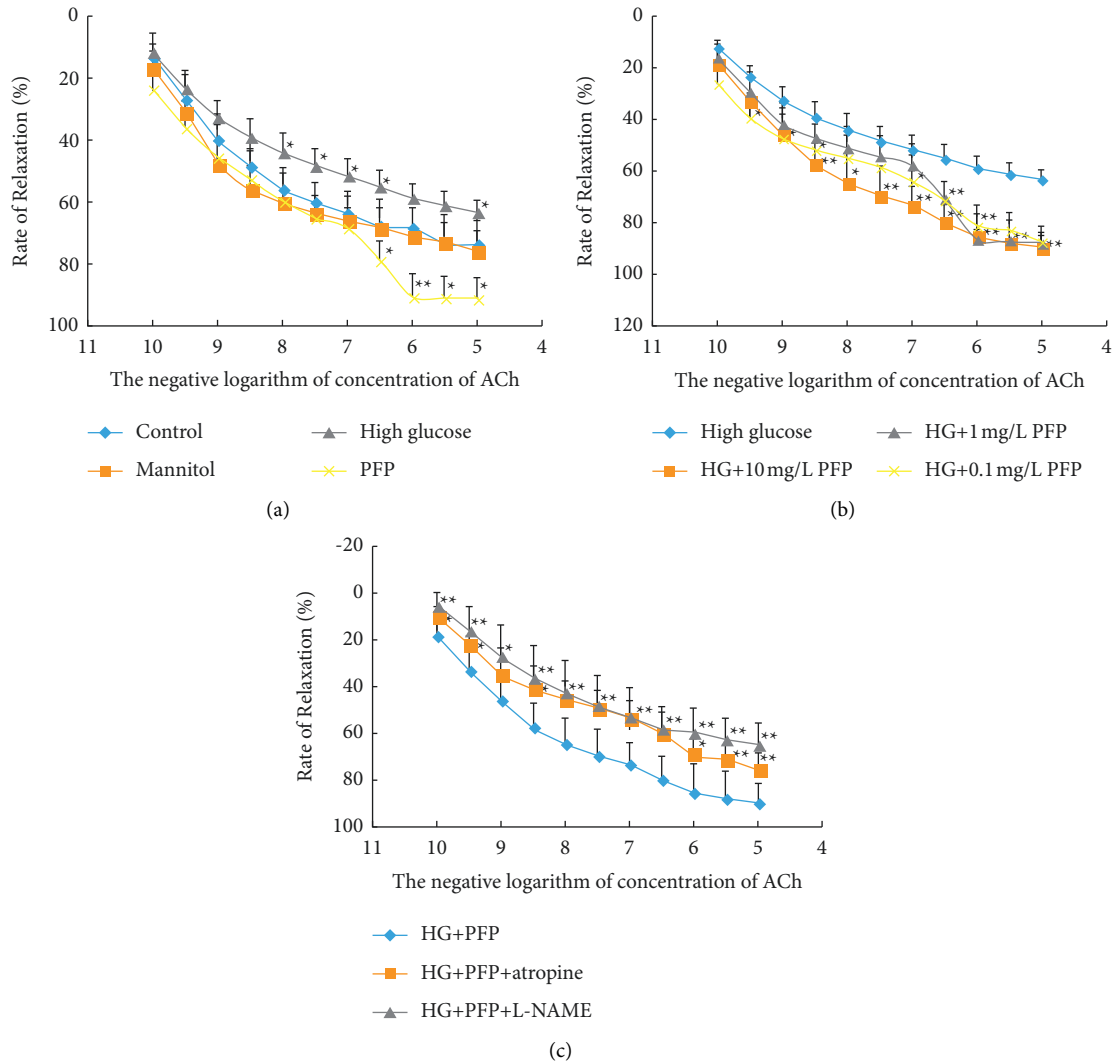 0
20
40
60
80
100
Rate of Relaxation (%)
11 10 9 8 7 6 5 4
The negative logarithm of concentration of ACh
* * * * * * ** * *
Control
High glucose
Mannitol
PFP
(a)
0
20
40
60
80
100
120
Rate of Relaxation (%)
11 10 9 8 7 6 5 4
The negative logarithm of concentration of ACh
High glucose
HG+1 mg/L PFP
HG+10 mg/L PFP
HG+0.1 mg/L PFP
(b)
-20
0
20
40
60
80
100
Rate of Relaxation (%)
11 10 9 8 7 6 5 4
The negative logarithm of concentration of ACh
HG+PFP
HG+PFP+atropine
HG+PFP+L-NAME
(c)